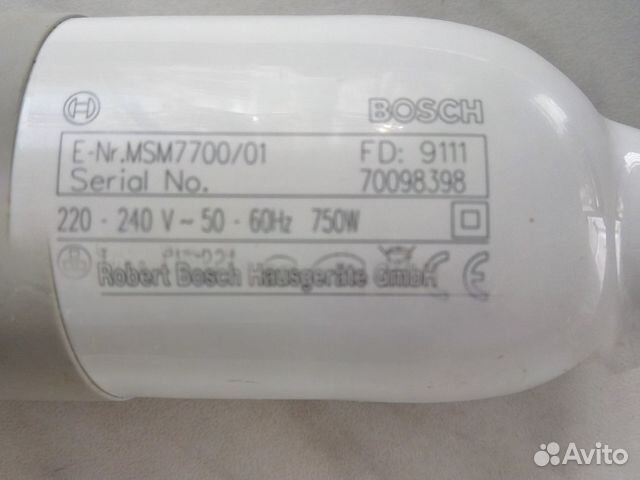 BOSCH
E-Nr.MSM7700/01 FD: 9111
Serial No. 70098398
220 - 240 V ~ 50 - 60Hz 750W
Robert Bosch Hausgeräte GmbH
CE
Avito